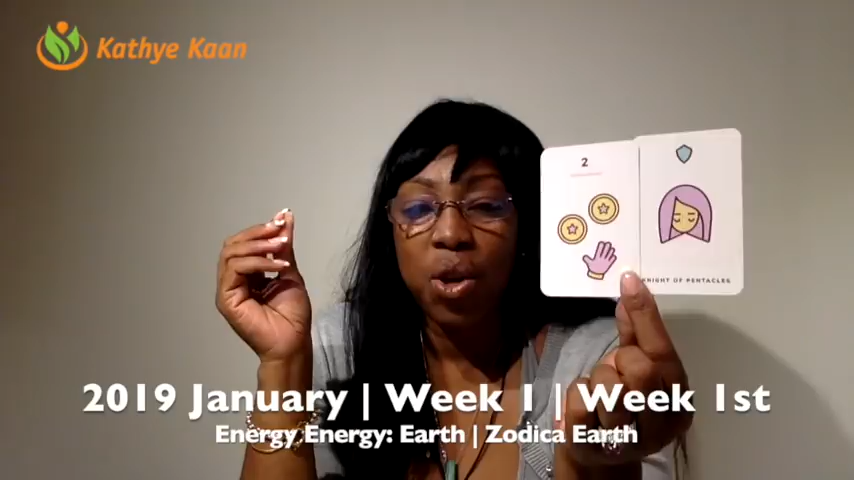 Kathye Kaan
2
KNIGHT OF PENTACLES
2019 January | Week 1 | Week 1st
Energy Energy: Earth | Zodica Earth